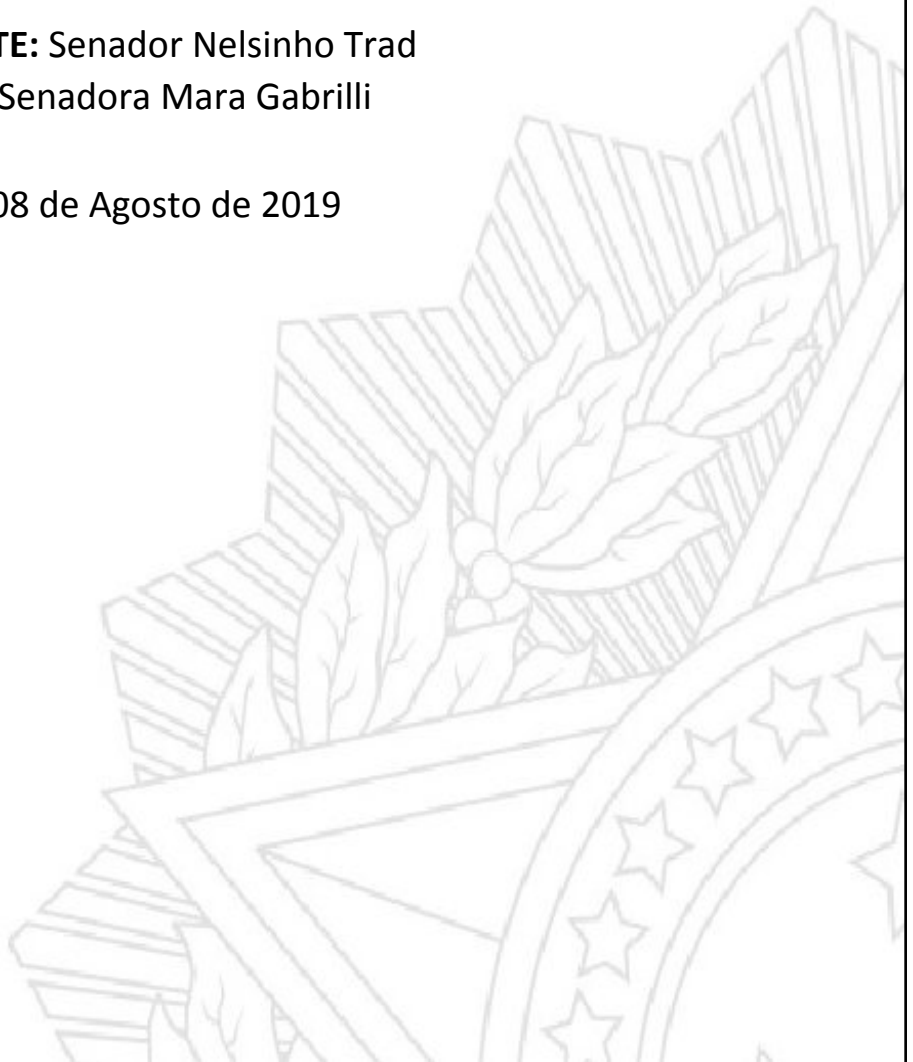 TE: Senador Nelsinho Trad
Senadora Mara Gabrilli
08 de Agosto de 2019